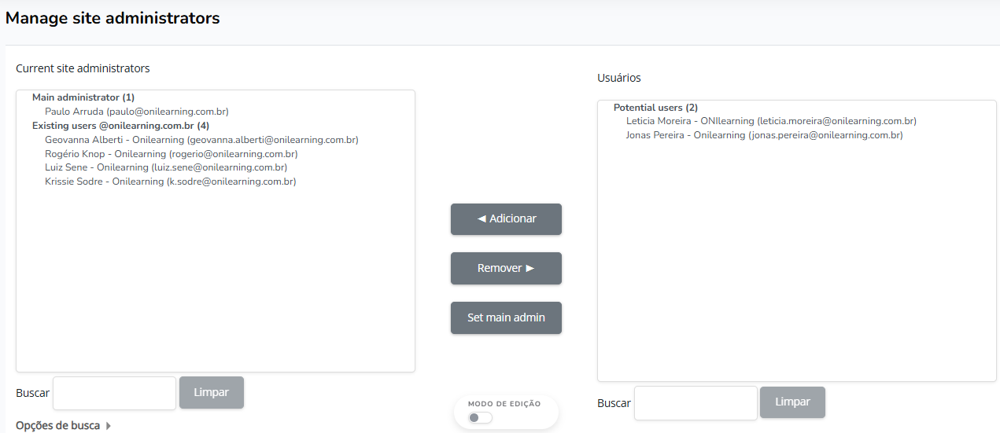 Manage site administrators
Current site administrators
Main administrator (1)
Paulo Arruda (paulo@onilearning.com.br)
Existing users @onilearning.com.br (4)
Geovanna Alberti - Onilearning (geovanna.alberti@onilearning.com.br)
Rogério Knop - Onilearning (rogerio@onilearning.com.br)
Luiz Sene - Onilearning (luiz.sene@onilearning.com.br)
Krissie Sodre - Onilearning (k.sodre@onilearning.com.br)
Buscar
Limpar
Opções de busca ▶
◀ Adicionar
Remover ▶
Set main admin
MODO DE EDIÇÃO
Usuários
Potential users (2)
Leticia Moreira - ONIlearning (leticia.moreira@onilearning.com.br)
Jonas Pereira - Onilearning (jonas.pereira@onilearning.com.br)
Buscar
Limpar